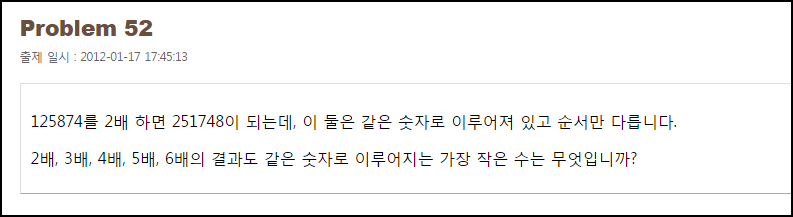 Problem 52
출제 일시 : 2012-01-17 17:45:13
125874를 2배 하면 251748이 되는데, 이 둘은 같은 숫자로 이루어져 있고 순서만 다릅니다.
2배, 3배, 4배, 5배, 6배의 결과도 같은 숫자로 이루어지는 가장 작은 수는 무엇입니까?